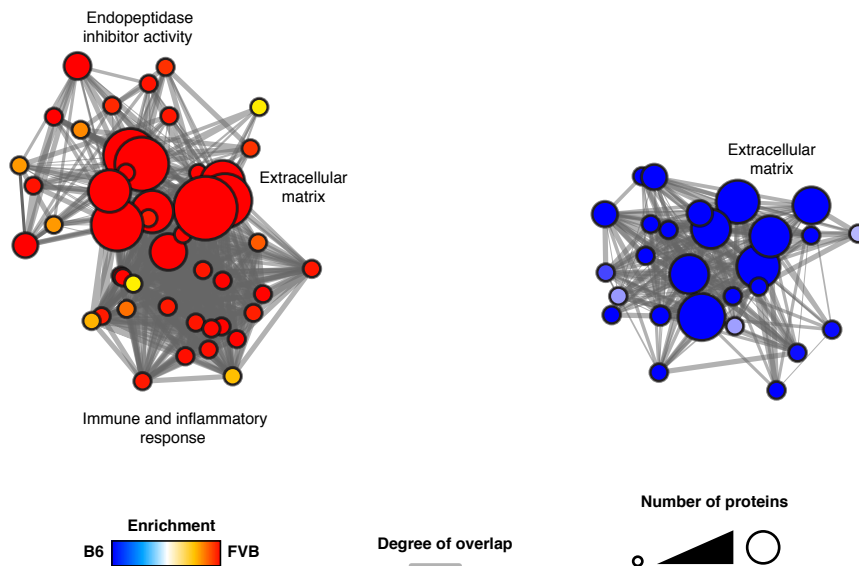 Endopeptidase
inhibitor activity
Extracellular
matrix
Extracellular
matrix
Immune and inflammatory
response
Number of proteins
Enrichment
B6
FVB
Degree of overlap